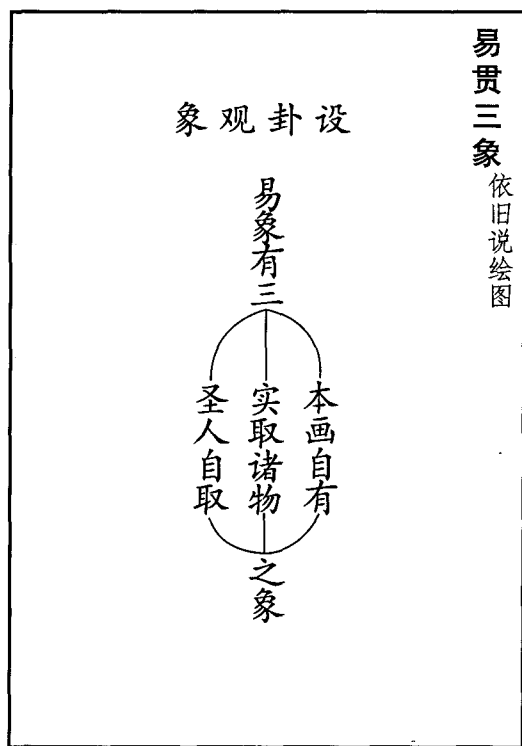 易贯三象
依旧说绘图
设卦观象
易象有三
本画自有
实取诸物
圣人自取
之象